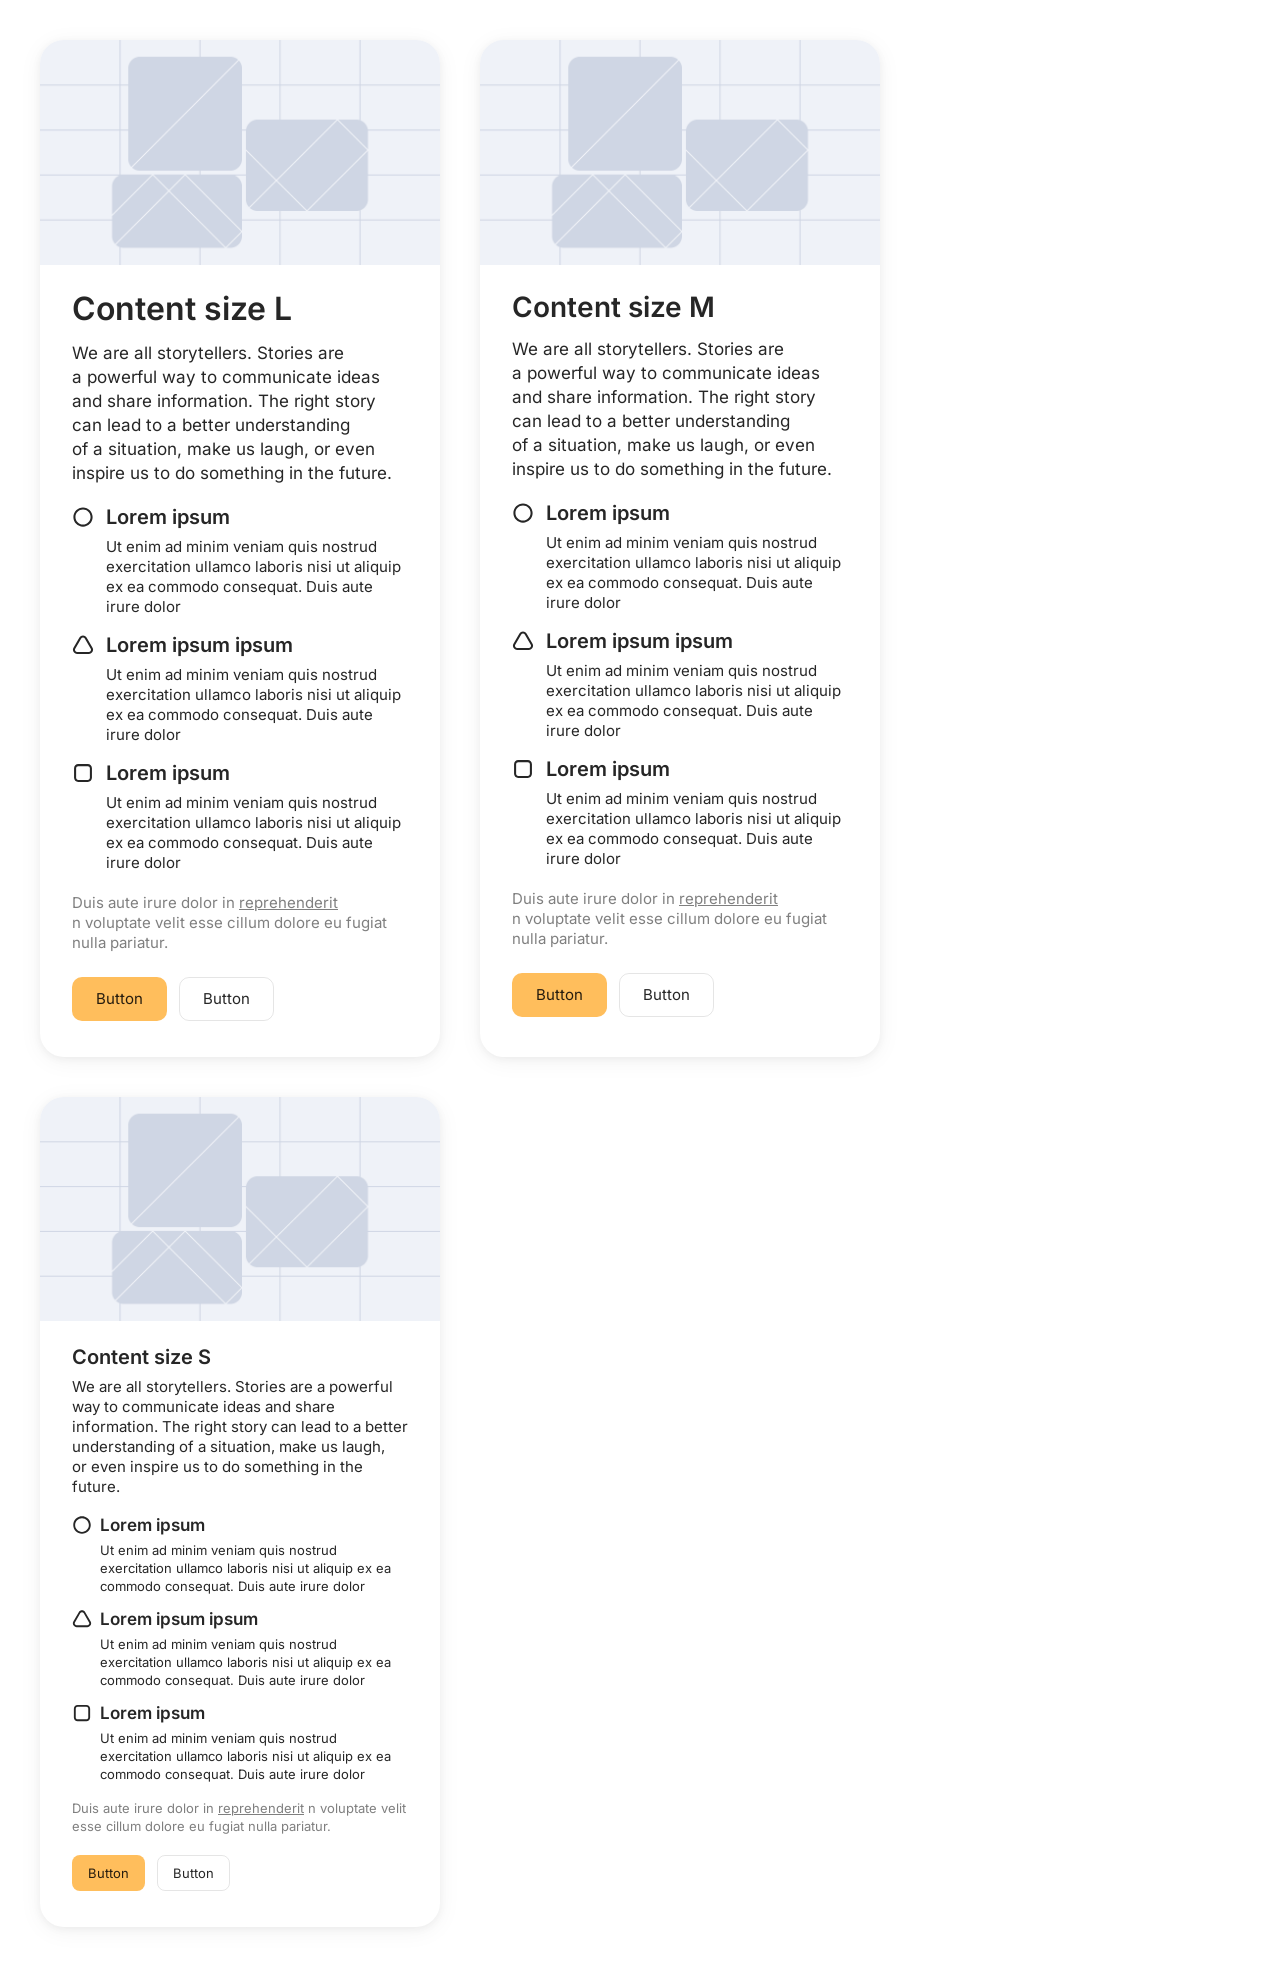 Content size L
We are all storytellers. Stories are
a powerful way to communicate ideas
and share information. The right story
can lead to a better understanding
of a situation, make us laugh, or even
inspire us to do something in the future.
Lorem ipsum
Ut enim ad minim veniam quis nostrud
exercitation ullamco laboris nisi ut aliquip
ex ea commodo consequat. Duis aute
irure dolor
Lorem ipsum ipsum
Ut enim ad minim veniam quis nostrud
exercitation ullamco laboris nisi ut aliquip
ex ea commodo consequat. Duis aute
irure dolor
Lorem ipsum
Ut enim ad minim veniam quis nostrud
exercitation ullamco laboris nisi ut aliquip
ex ea commodo consequat. Duis aute
irure dolor
Duis aute irure dolor in reprehenderit
n voluptate velit esse cillum dolore eu fugiat
nulla pariatur.
Button Button
Content size M
We are all storytellers. Stories are
a powerful way to communicate ideas
and share information. The right story
can lead to a better understanding
of a situation, make us laugh, or even
inspire us to do something in the future.
Lorem ipsum
Ut enim ad minim veniam quis nostrud
exercitation ullamco laboris nisi ut aliquip
ex ea commodo consequat. Duis aute
irure dolor
Lorem ipsum ipsum
Ut enim ad minim veniam quis nostrud
exercitation ullamco laboris nisi ut aliquip
ex ea commodo consequat. Duis aute
irure dolor
Lorem ipsum
Ut enim ad minim veniam quis nostrud
exercitation ullamco laboris nisi ut aliquip
ex ea commodo consequat. Duis aute
irure dolor
Duis aute irure dolor in reprehenderit
n voluptate velit esse cillum dolore eu fugiat
nulla pariatur.
Button Button
Content size S
We are all storytellers. Stories are a powerful
way to communicate ideas and share
information. The right story can lead to a better
understanding of a situation, make us laugh,
or even inspire us to do something in the
future.
Lorem ipsum
Ut enim ad minim veniam quis nostrud
exercitation ullamco laboris nisi ut aliquip ex ea
commodo consequat. Duis aute irure dolor
Lorem ipsum ipsum
Ut enim ad minim veniam quis nostrud
exercitation ullamco laboris nisi ut aliquip ex ea
commodo consequat. Duis aute irure dolor
Lorem ipsum
Ut enim ad minim veniam quis nostrud
exercitation ullamco laboris nisi ut aliquip ex ea
commodo consequat. Duis aute irure dolor
Duis aute irure dolor in reprehenderit n voluptate velit
esse cillum dolore eu fugiat nulla pariatur.
Button Button